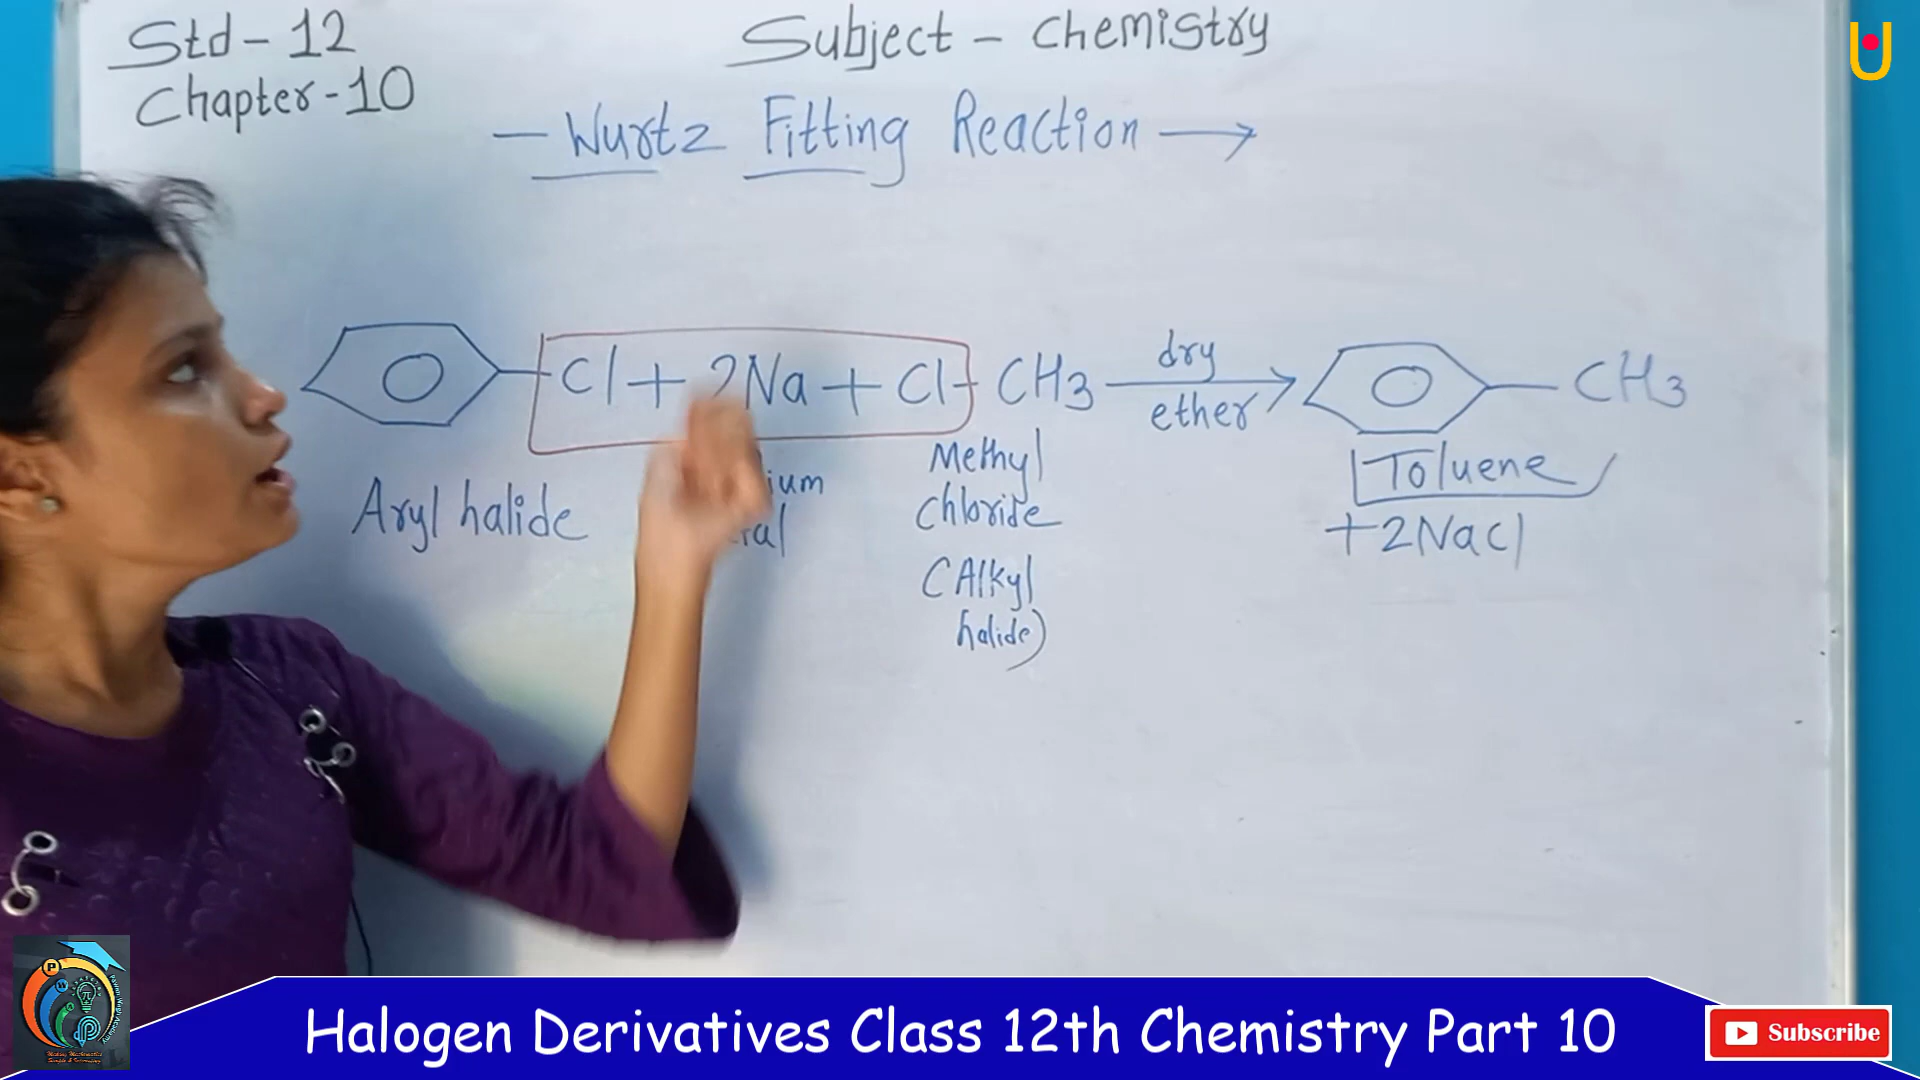 Std - 12
Subject - Chemistry
Chapter - 10
- Wurtz Fitting Reaction →
Cl + 2Na + Cl - CH3
dry
ether
CH3
Aryl halide
Methyl
Chloride
(Alkyl
halide)
Toluene
+ 2NaCl
Halogen Derivatives Class 12th Chemistry Part 10
Subscribe